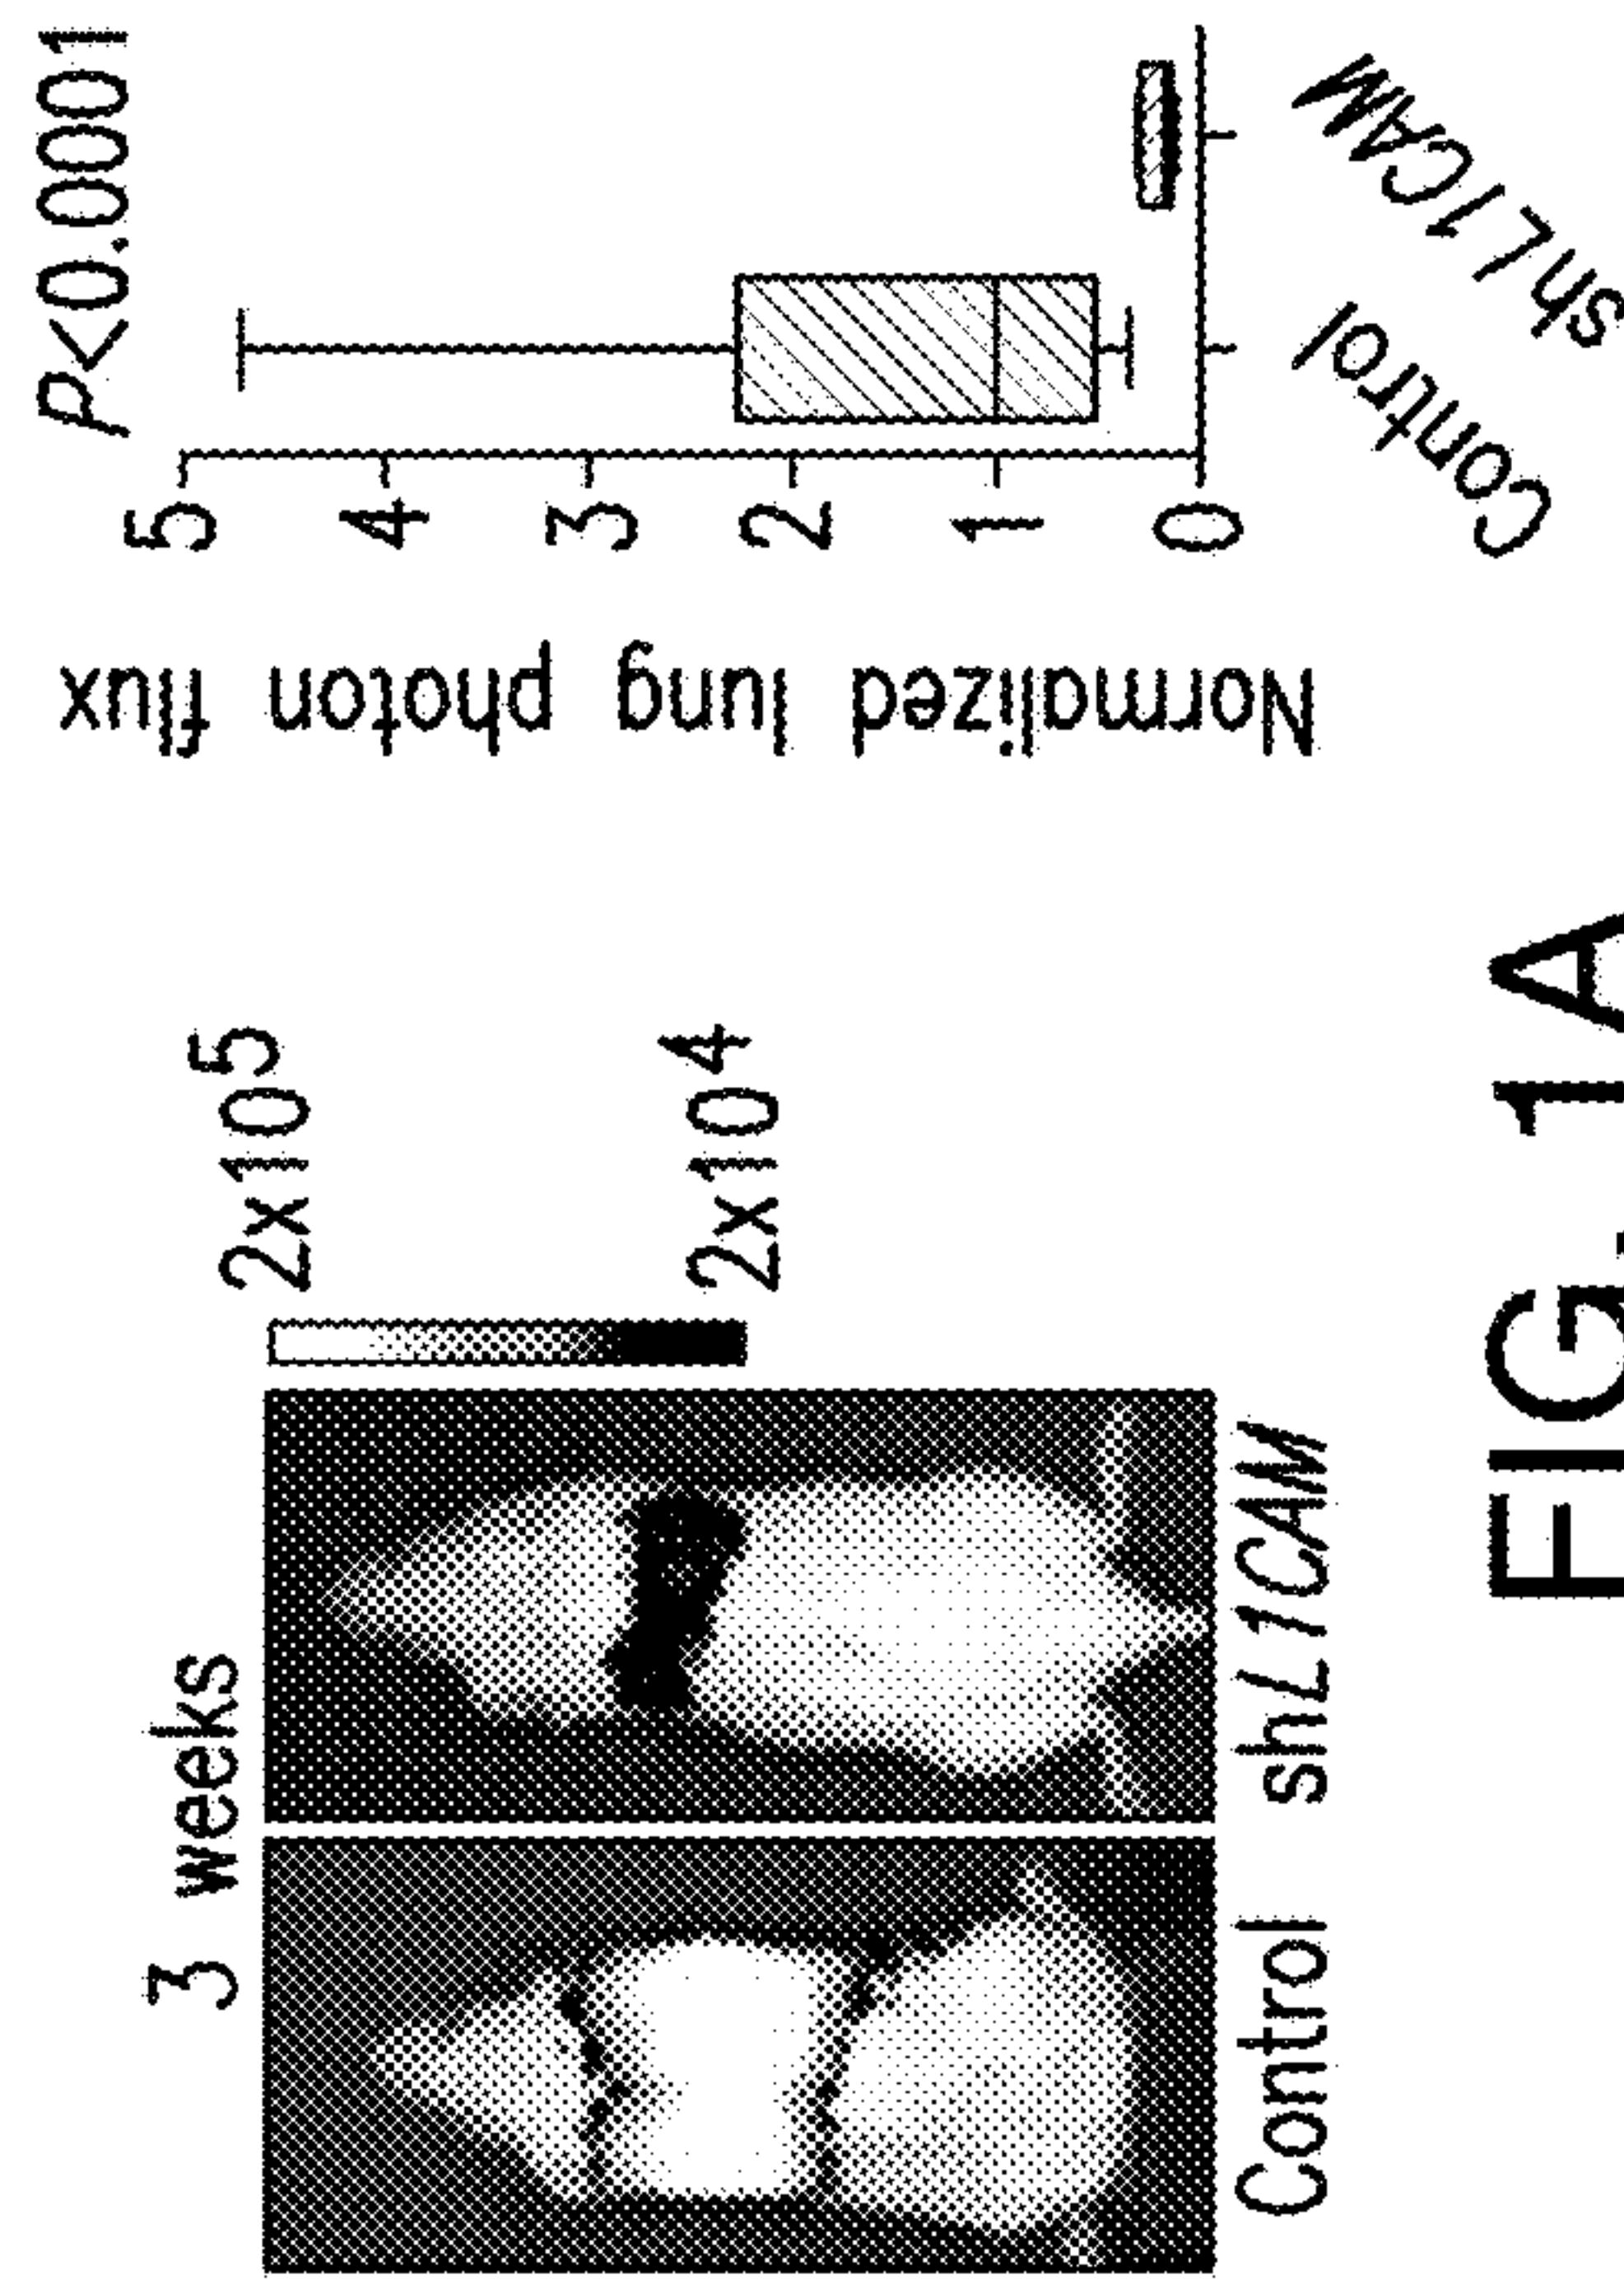 3 weeks
2x10⁵
2x10⁴
Control
shL1CAM
Normalized lung photon flux
P<0.0001
5
4
3
2
1
0
Control
shL1CAM
FIG. 1A